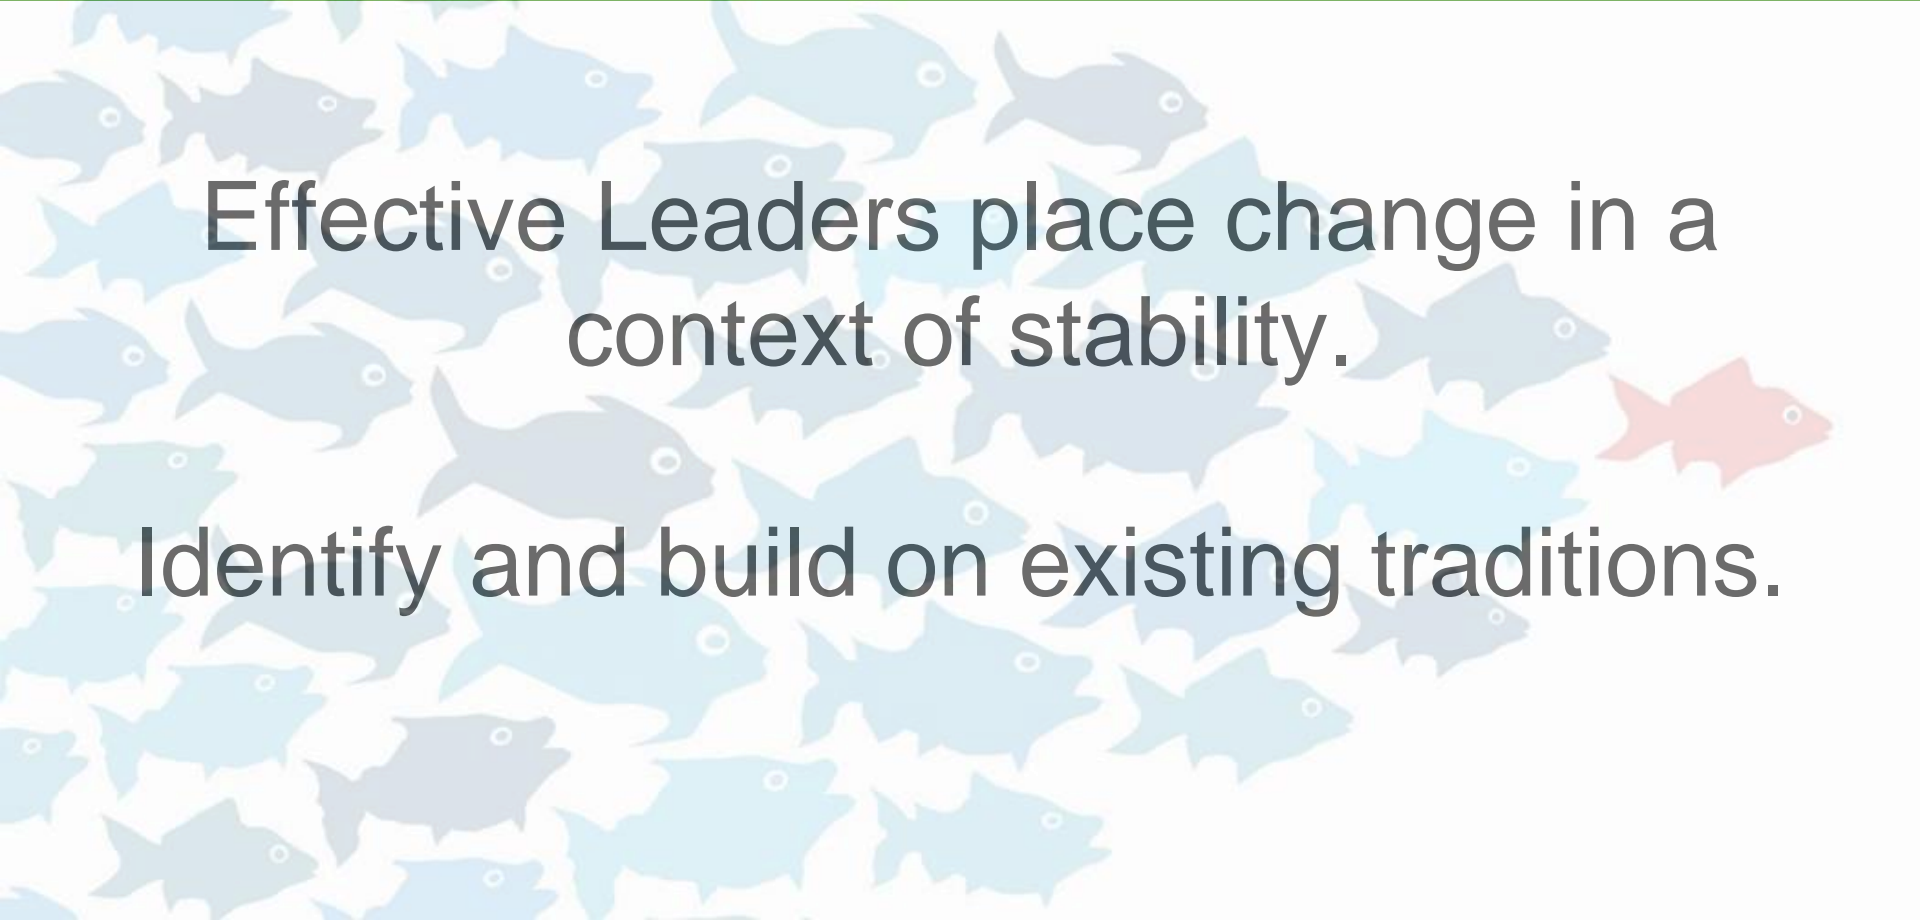 Effective Leaders place change in a
context of stability.
Identify and build on existing traditions.